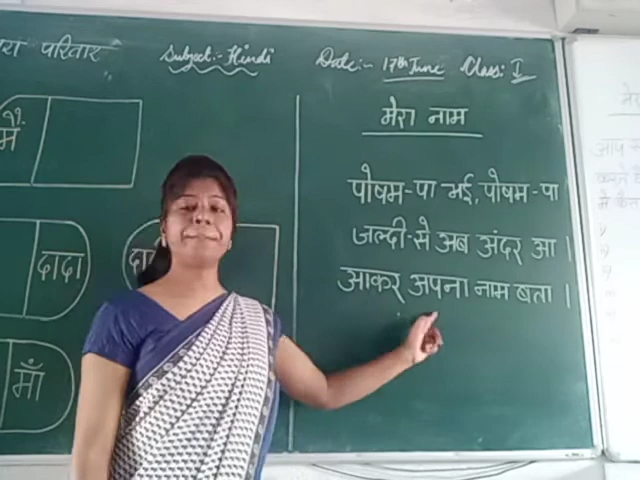 परिवार
Subject:- Hindi
Date:- 17th June Class: I
मैं
दादा
माँ
मेरा नाम
पोषम-पा भई, पोषम-पा
जल्दी-से अब अंदर आ।
आकर अपना नाम बता।